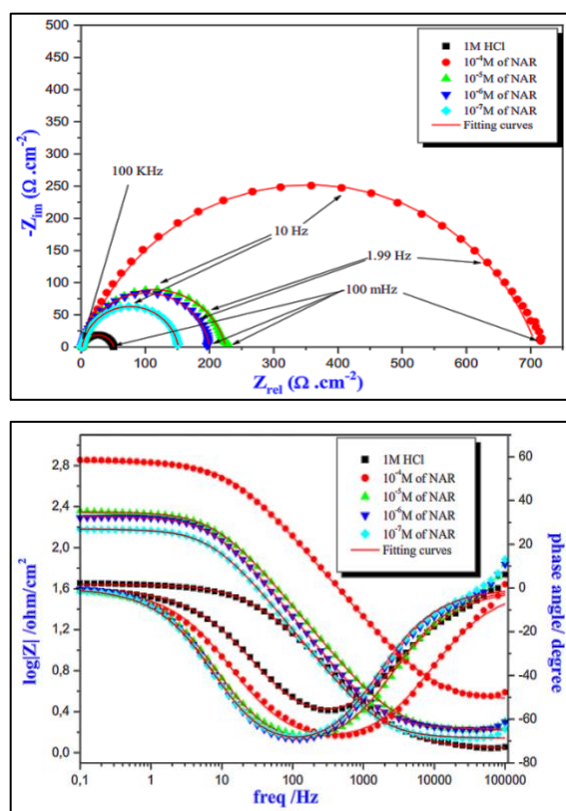 500
450
400
350
300
250
200
150
100
50
0
-Z_im (Ω .cm⁻²)
1M HCl
10⁻⁴M of NAR
10⁻⁵M of NAR
10⁻⁶M of NAR
10⁻⁷M of NAR
Fitting curves
100 KHz
10 Hz
1.99 Hz
100 mHz
0 100 200 300 400 500 600 700
Z_rel (Ω .cm⁻²)
2,8
2,4
2,0
1,6
1,2
0,8
0,4
0,0
log|Z| /ohm/cm²
1M HCl
10⁻⁴M of NAR
10⁻⁵M of NAR
10⁻⁶M of NAR
10⁻⁷M of NAR
Fitting curves
60
40
20
0
-20
-40
-60
-80
phase angle/ degree
0,1 1 10 100 1000 10000 100000
freq /Hz